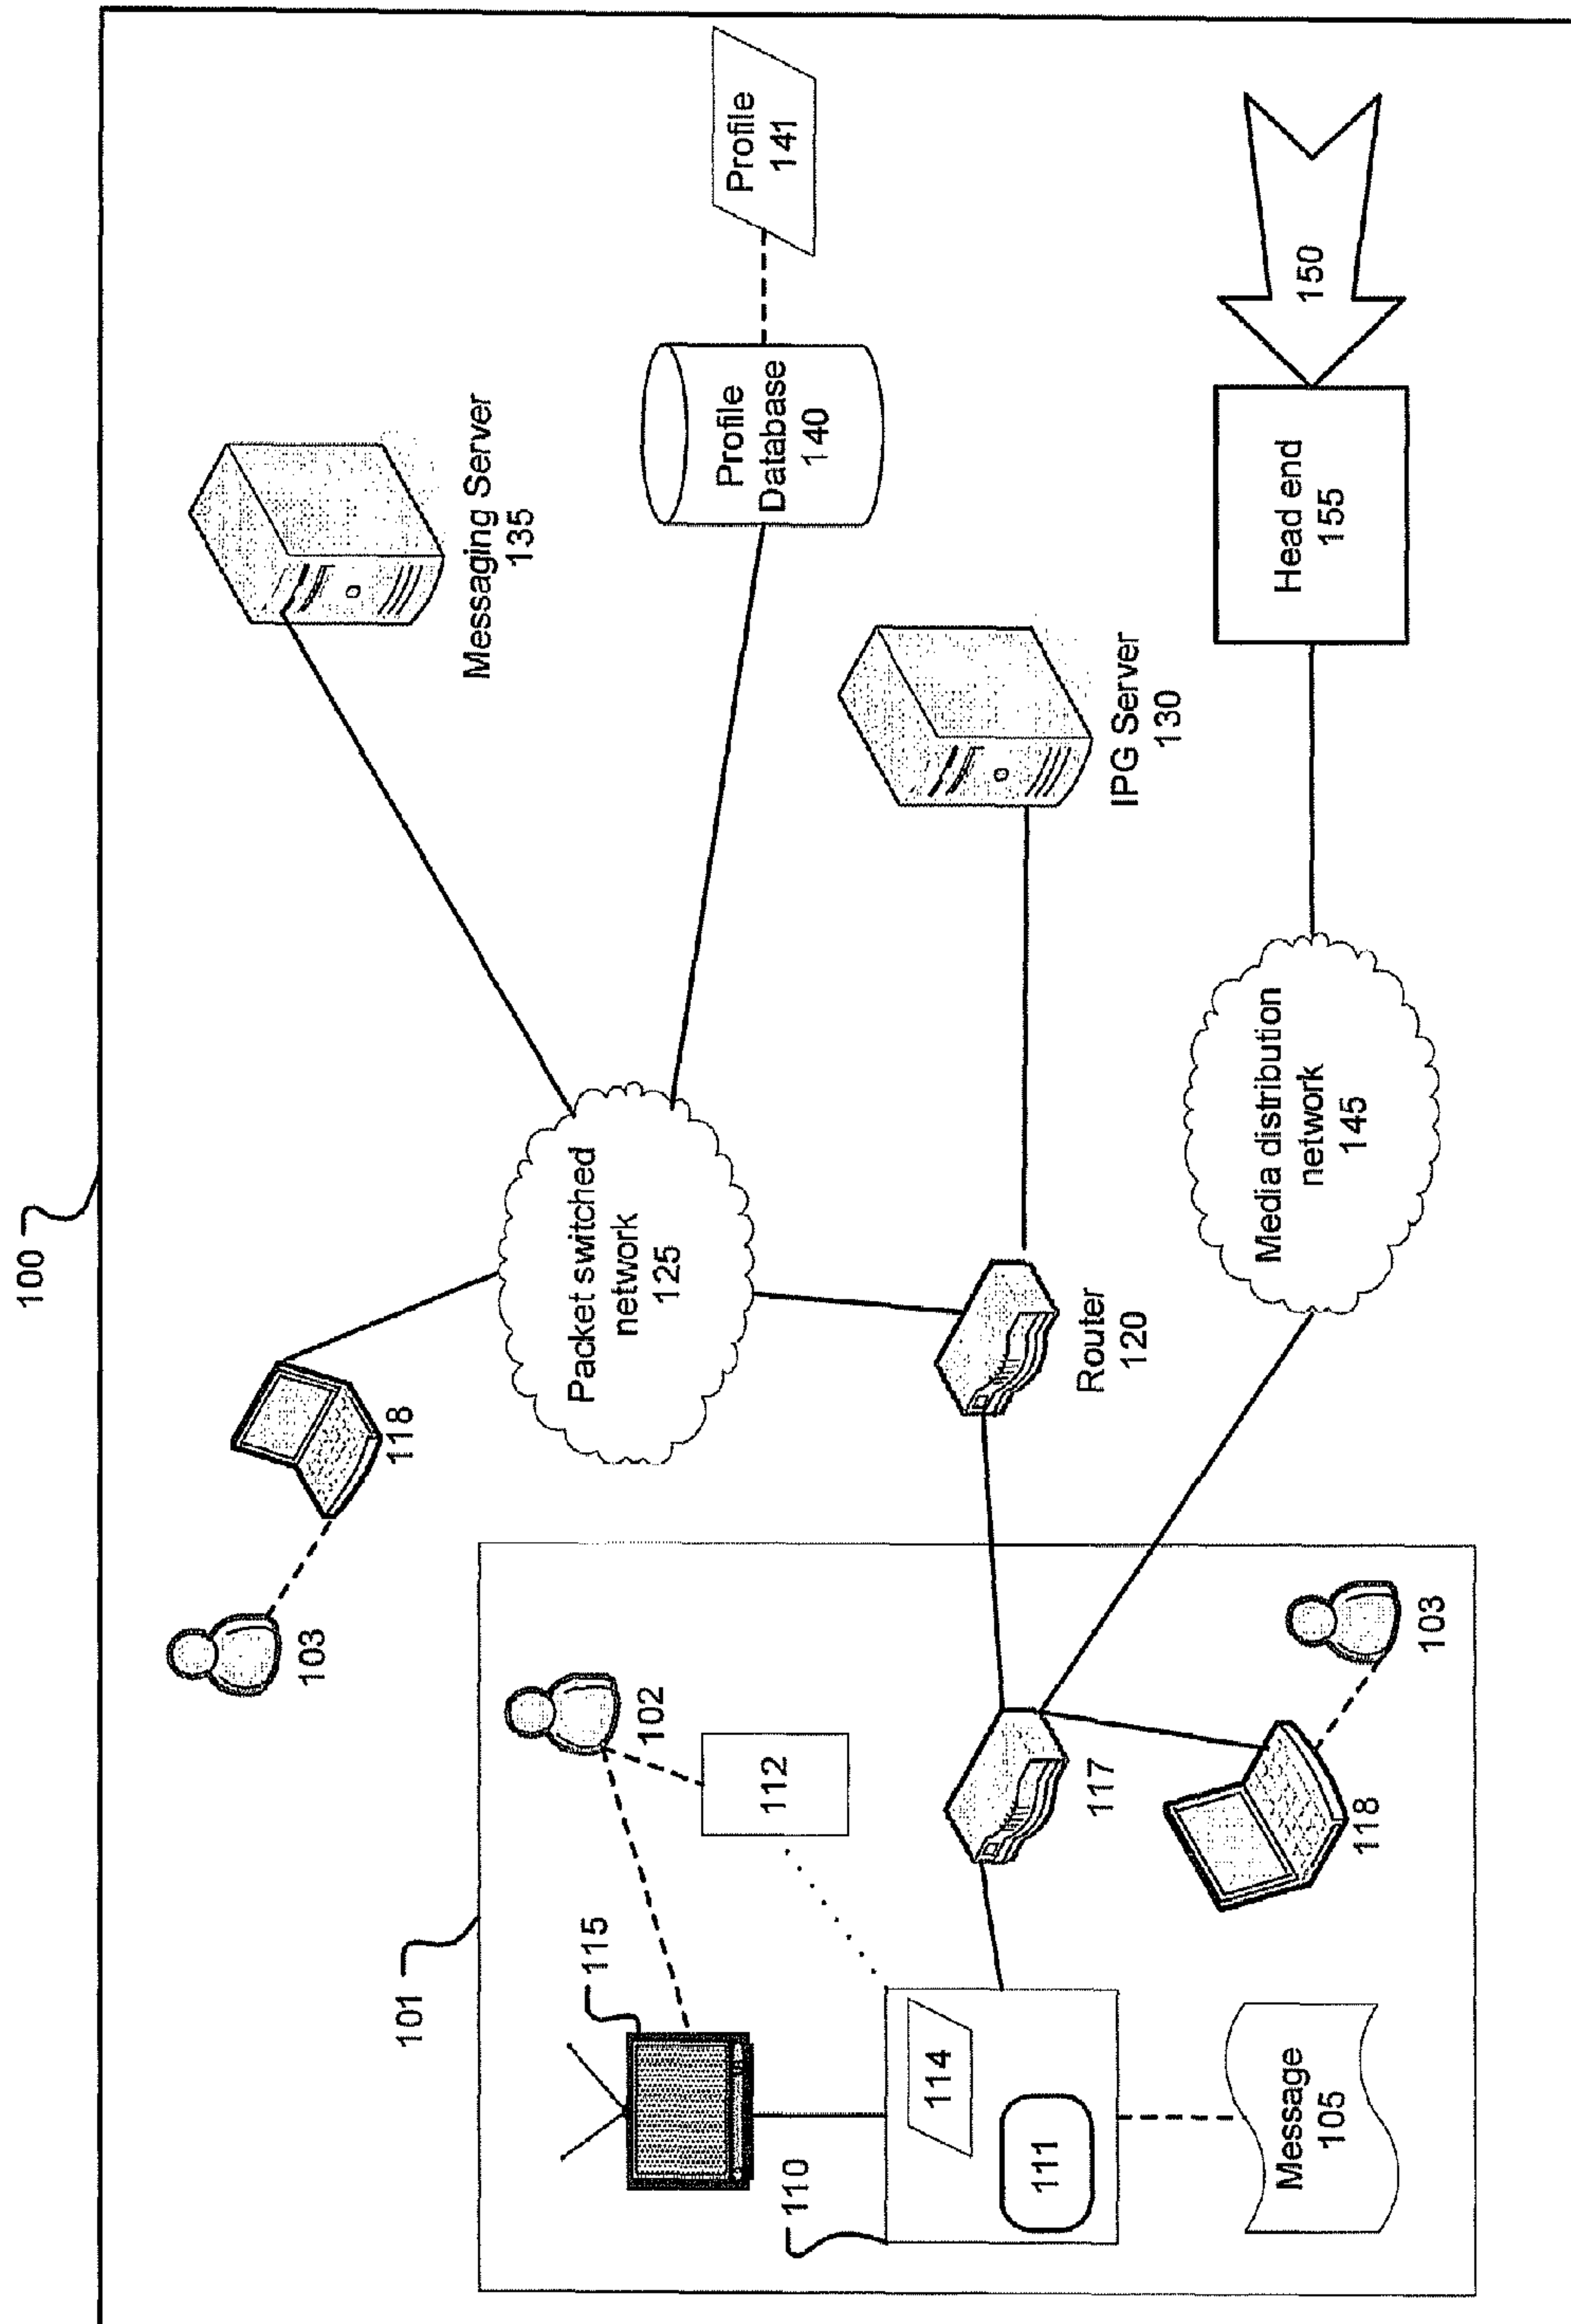 100
103
118
Messaging Server
135
101
115
102
112
Packet switched
network
125
Profile
Database
140
Profile
141
110
114
111
117
Router
120
IPG Server
130
Message
105
118
103
Media distribution
network
145
Head end
155
150